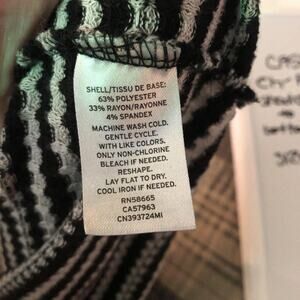 SHELL/TISSU DE BASE:
63% POLYESTER
33% RAYON/RAYONNE
4% SPANDEX
MACHINE WASH COLD.
GENTLE CYCLE.
WITH LIKE COLORS.
ONLY NON-CHLORINE
BLEACH IF NEEDED.
RESHAPE.
LAY FLAT TO DRY.
COOL IRON IF NEEDED.
RN58665
CA57963
CN393724MI